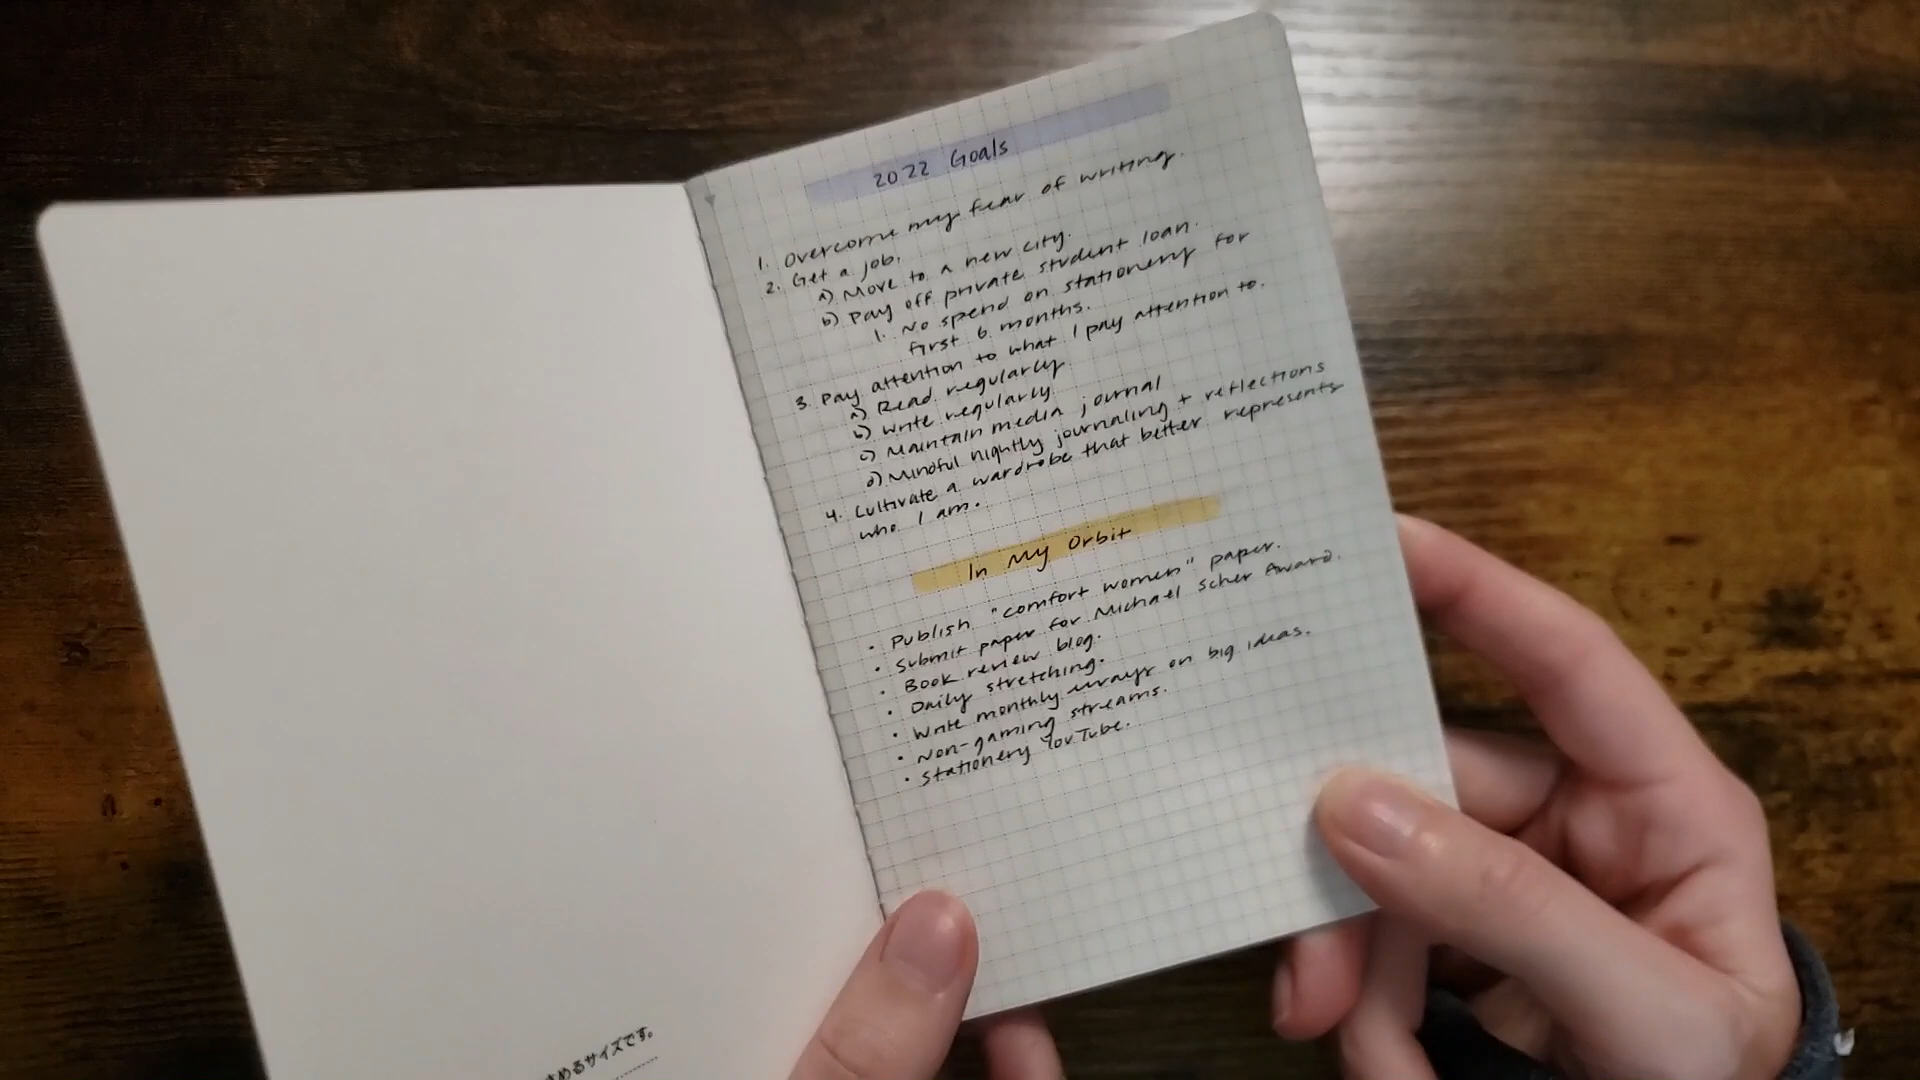 2022 Goals
1. Overcome my fear of writing.
2. Get a job.
a) Move to a new city.
b) Pay off private student loan.
1. No spend on stationery for
first 6 months.
3. Pay attention to what I pay attention to.
a) Read regularly
b) Write regularly
c) Maintain media journal
d) Mindful nightly journaling + reflections
4. Cultivate a wardrobe that better represents
who I am.
In My Orbit
• Publish "comfort women" paper.
• Submit paper for Michael Scher Award.
• Book review blog.
• Daily stretching.
• Write monthly essays on big ideas.
• Non-gaming streams.
• Stationery YouTube.
めるサイズです。